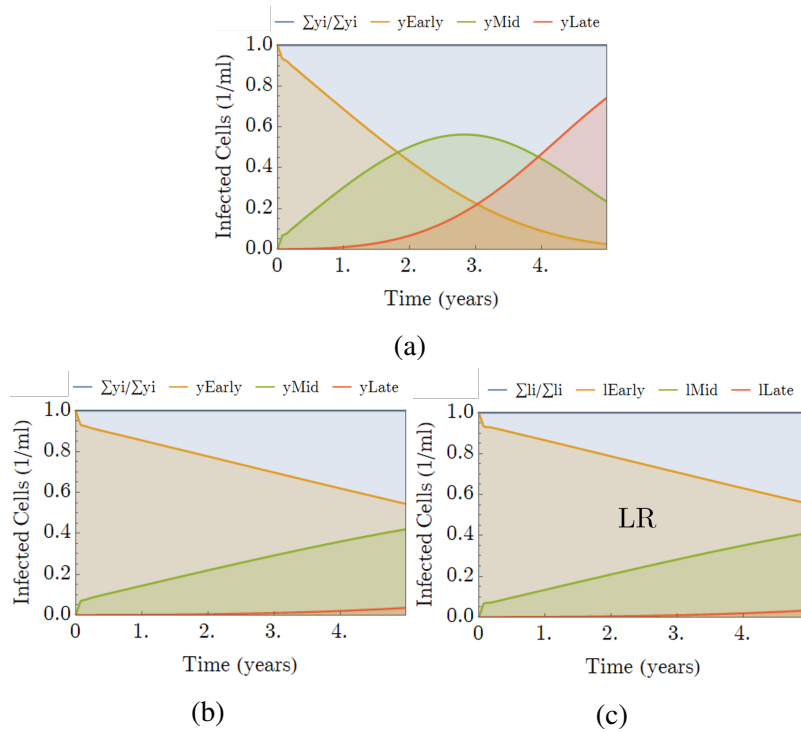 ∑yi/∑yi yEarly yMid yLate
Infected Cells (1/ml)
1.0
0.8
0.6
0.4
0.2
0.0
0 1. 2. 3. 4.
Time (years)
(a)
∑yi/∑yi yEarly yMid yLate
Infected Cells (1/ml)
1.0
0.8
0.6
0.4
0.2
0.0
0 1. 2. 3. 4.
Time (years)
(b)
∑li/∑li lEarly lMid lLate
Infected Cells (1/ml)
1.0
0.8
0.6
0.4
0.2
0.0
LR
0 1. 2. 3. 4.
Time (years)
(c)